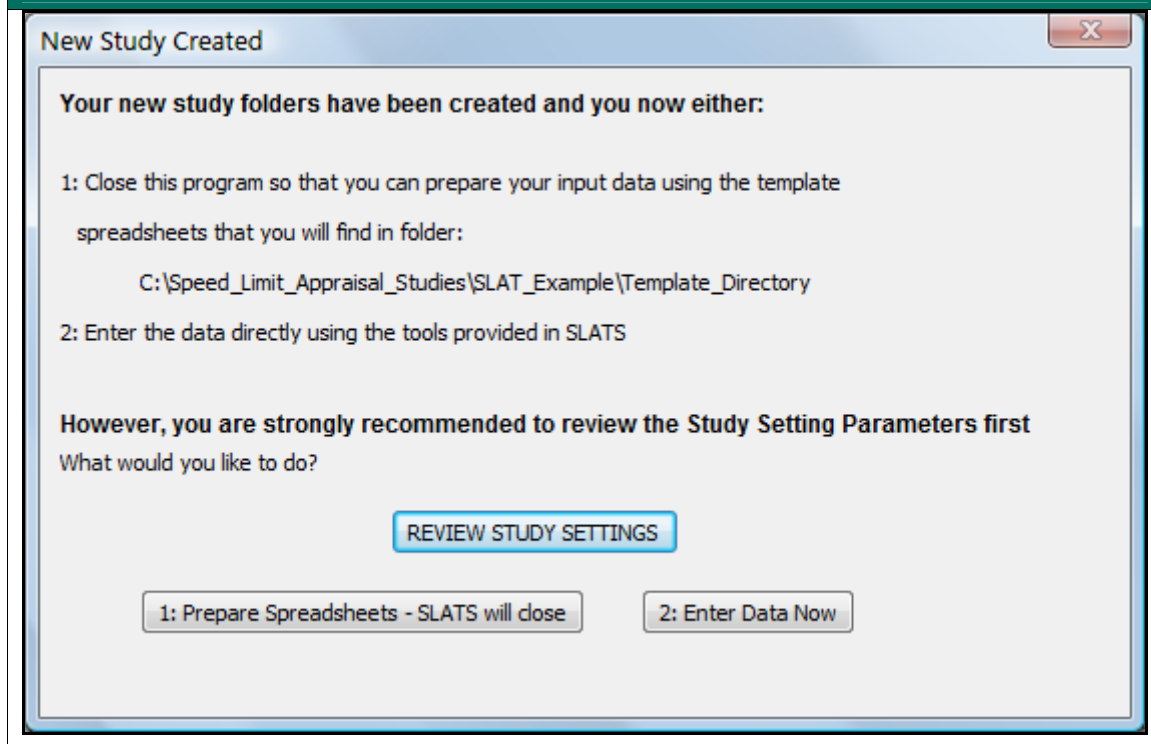 New Study Created
Your new study folders have been created and you now either:
1: Close this program so that you can prepare your input data using the template
spreadsheets that you will find in folder:
C:\Speed_Limit_Appraisal_Studies\SLAT_Example\Template_Directory
2: Enter the data directly using the tools provided in SLATS
However, you are strongly recommended to review the Study Setting Parameters first
What would you like to do?
REVIEW STUDY SETTINGS
1: Prepare Spreadsheets - SLATS will close
2: Enter Data Now